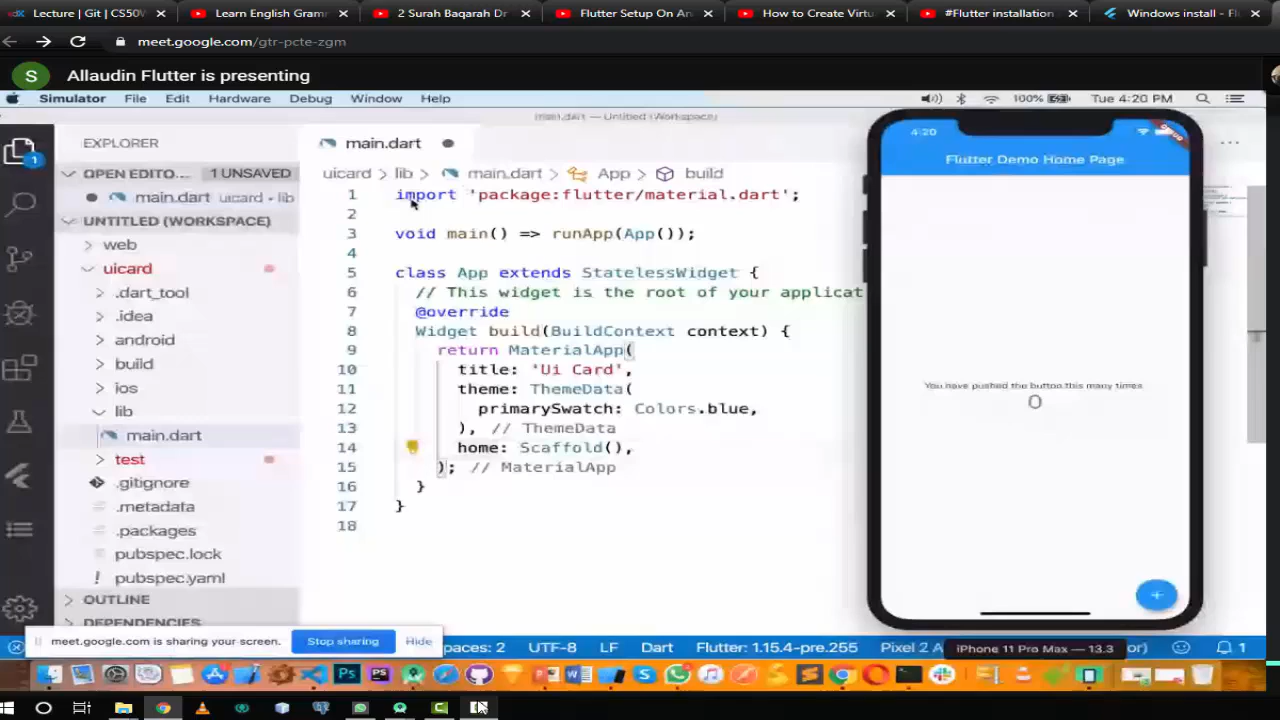 Lecture | Git | CS50W
Learn English Gram
2 Surah Baqarah Dr
Flutter Setup On An
How to Create Virtu
#Flutter installation
Windows install - Fl
meet.google.com/gtr-pcte-zgm
S
Allaudin Flutter is presenting
Simulator File Edit Hardware Debug Window Help
100%
Tue 4:20 PM
main.dart — Untitled (Workspace)
EXPLORER
main.dart
OPEN EDITO... 1 UNSAVED
main.dart uicard • lib
UNTITLED (WORKSPACE)
web
uicard
.dart_tool
.idea
android
build
ios
lib
main.dart
test
.gitignore
.metadata
.packages
pubspec.lock
! pubspec.yaml
OUTLINE
DEPENDENCIES
1
uicard > lib > main.dart > App > build
1 import 'package:flutter/material.dart';
2
3 void main() => runApp(App());
4
5 class App extends StatelessWidget {
6 // This widget is the root of your applicat
7 @override
8 Widget build(BuildContext context) {
9 return MaterialApp(
10 title: 'Ui Card',
11 theme: ThemeData(
12 primarySwatch: Colors.blue,
13 ), // ThemeData
14 home: Scaffold(),
15 ); // MaterialApp
16 }
17 }
18
4:20
Flutter Demo Home Page
You have pushed the button this many times
0
+
meet.google.com is sharing your screen.
Stop sharing
Hide
paces: 2 UTF-8 LF Dart Flutter: 1.15.4-pre.255 Pixel 2 A
iPhone 11 Pro Max — 13.3
or)
1
Ps
PS